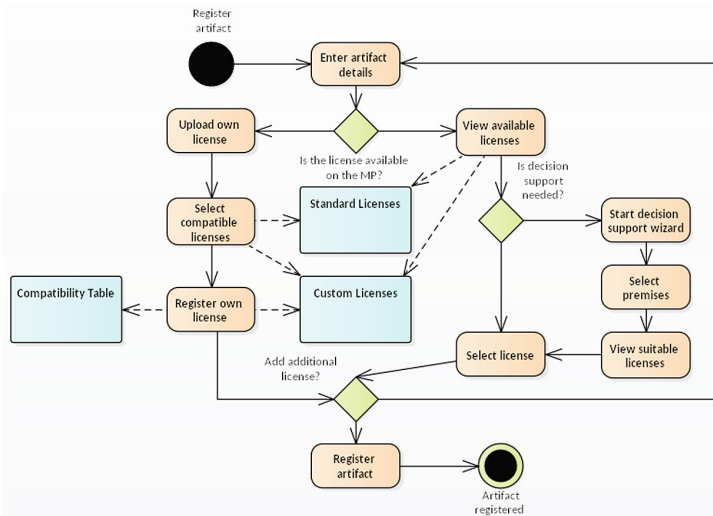 Register
artifact
Enter artifact
details
Upload own
license
View available
licenses
Is the license available
on the MP?
Is decision
support
needed?
Standard Licenses
Select
compatible
licenses
Start decision
support wizard
Compatibility Table
Register own
license
Custom Licenses
Select
premises
Add additional
license?
Select license
View suitable
licenses
Register
artifact
Artifact
registered